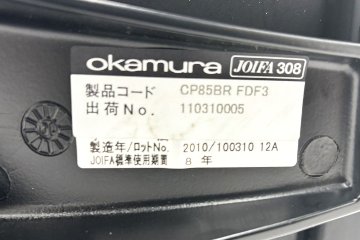 okamura JOIFA 308
製品コード CP85BR FDF3
出荷No. 110310005
製造年/ロットNo. 2010/100310 12A
JOIFA標準使用期間 8 年